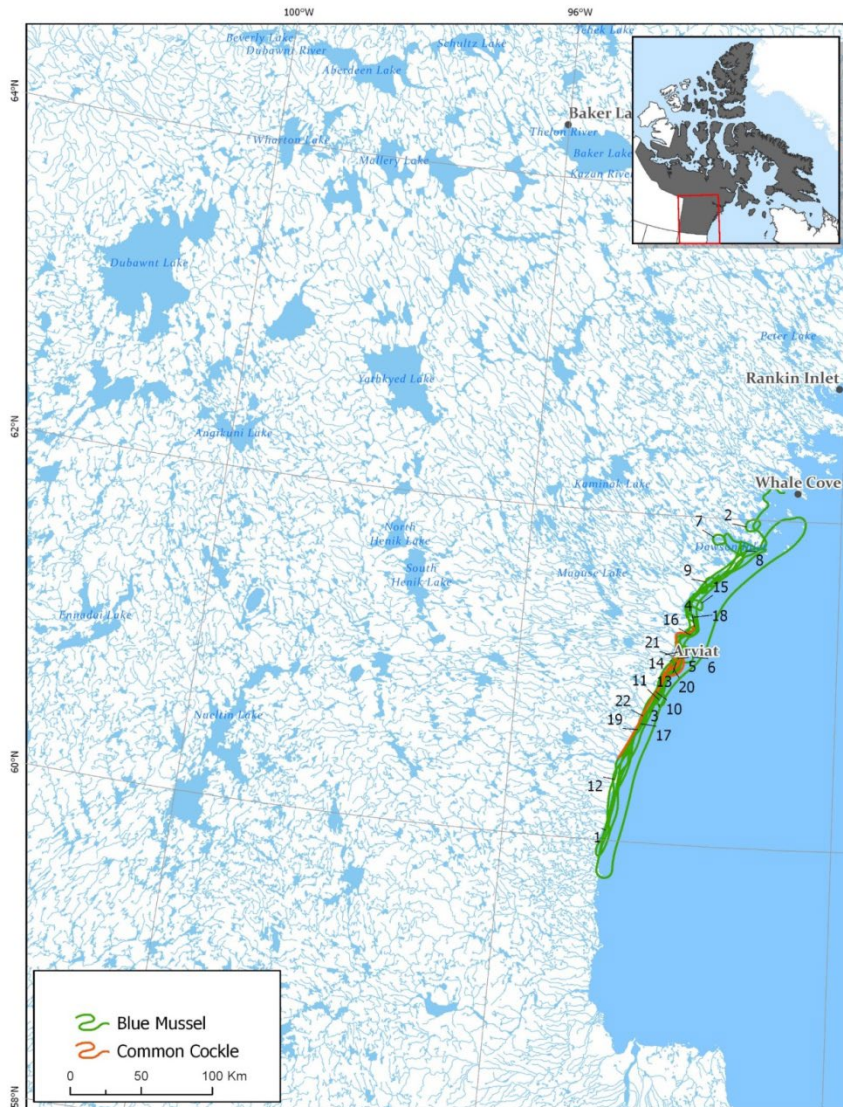 100°W
96°W
Beverly Lake
Dubawnt River
Schultz Lake
Tehek Lake
Aberdeen Lake
64°N
Baker La
Thelon River
Wharton Lake
Mallery Lake
Baker Lake
Kazan River
Dubawnt Lake
Peter Lake
Yathkyed Lake
Rankin Inlet
62°N
Angikuni Lake
Kaminak Lake
Whale Cove
2
7
North
Henik Lake
8
South
Henik Lake
Maguse Lake
9
15
Ennadai Lake
4
18
16
21
Arviat
14
5
6
11
13
20
22
10
3
19
17
Nueltin Lake
60°N
12
1
Blue Mussel
Common Cockle
0 50 100 Km
58°N